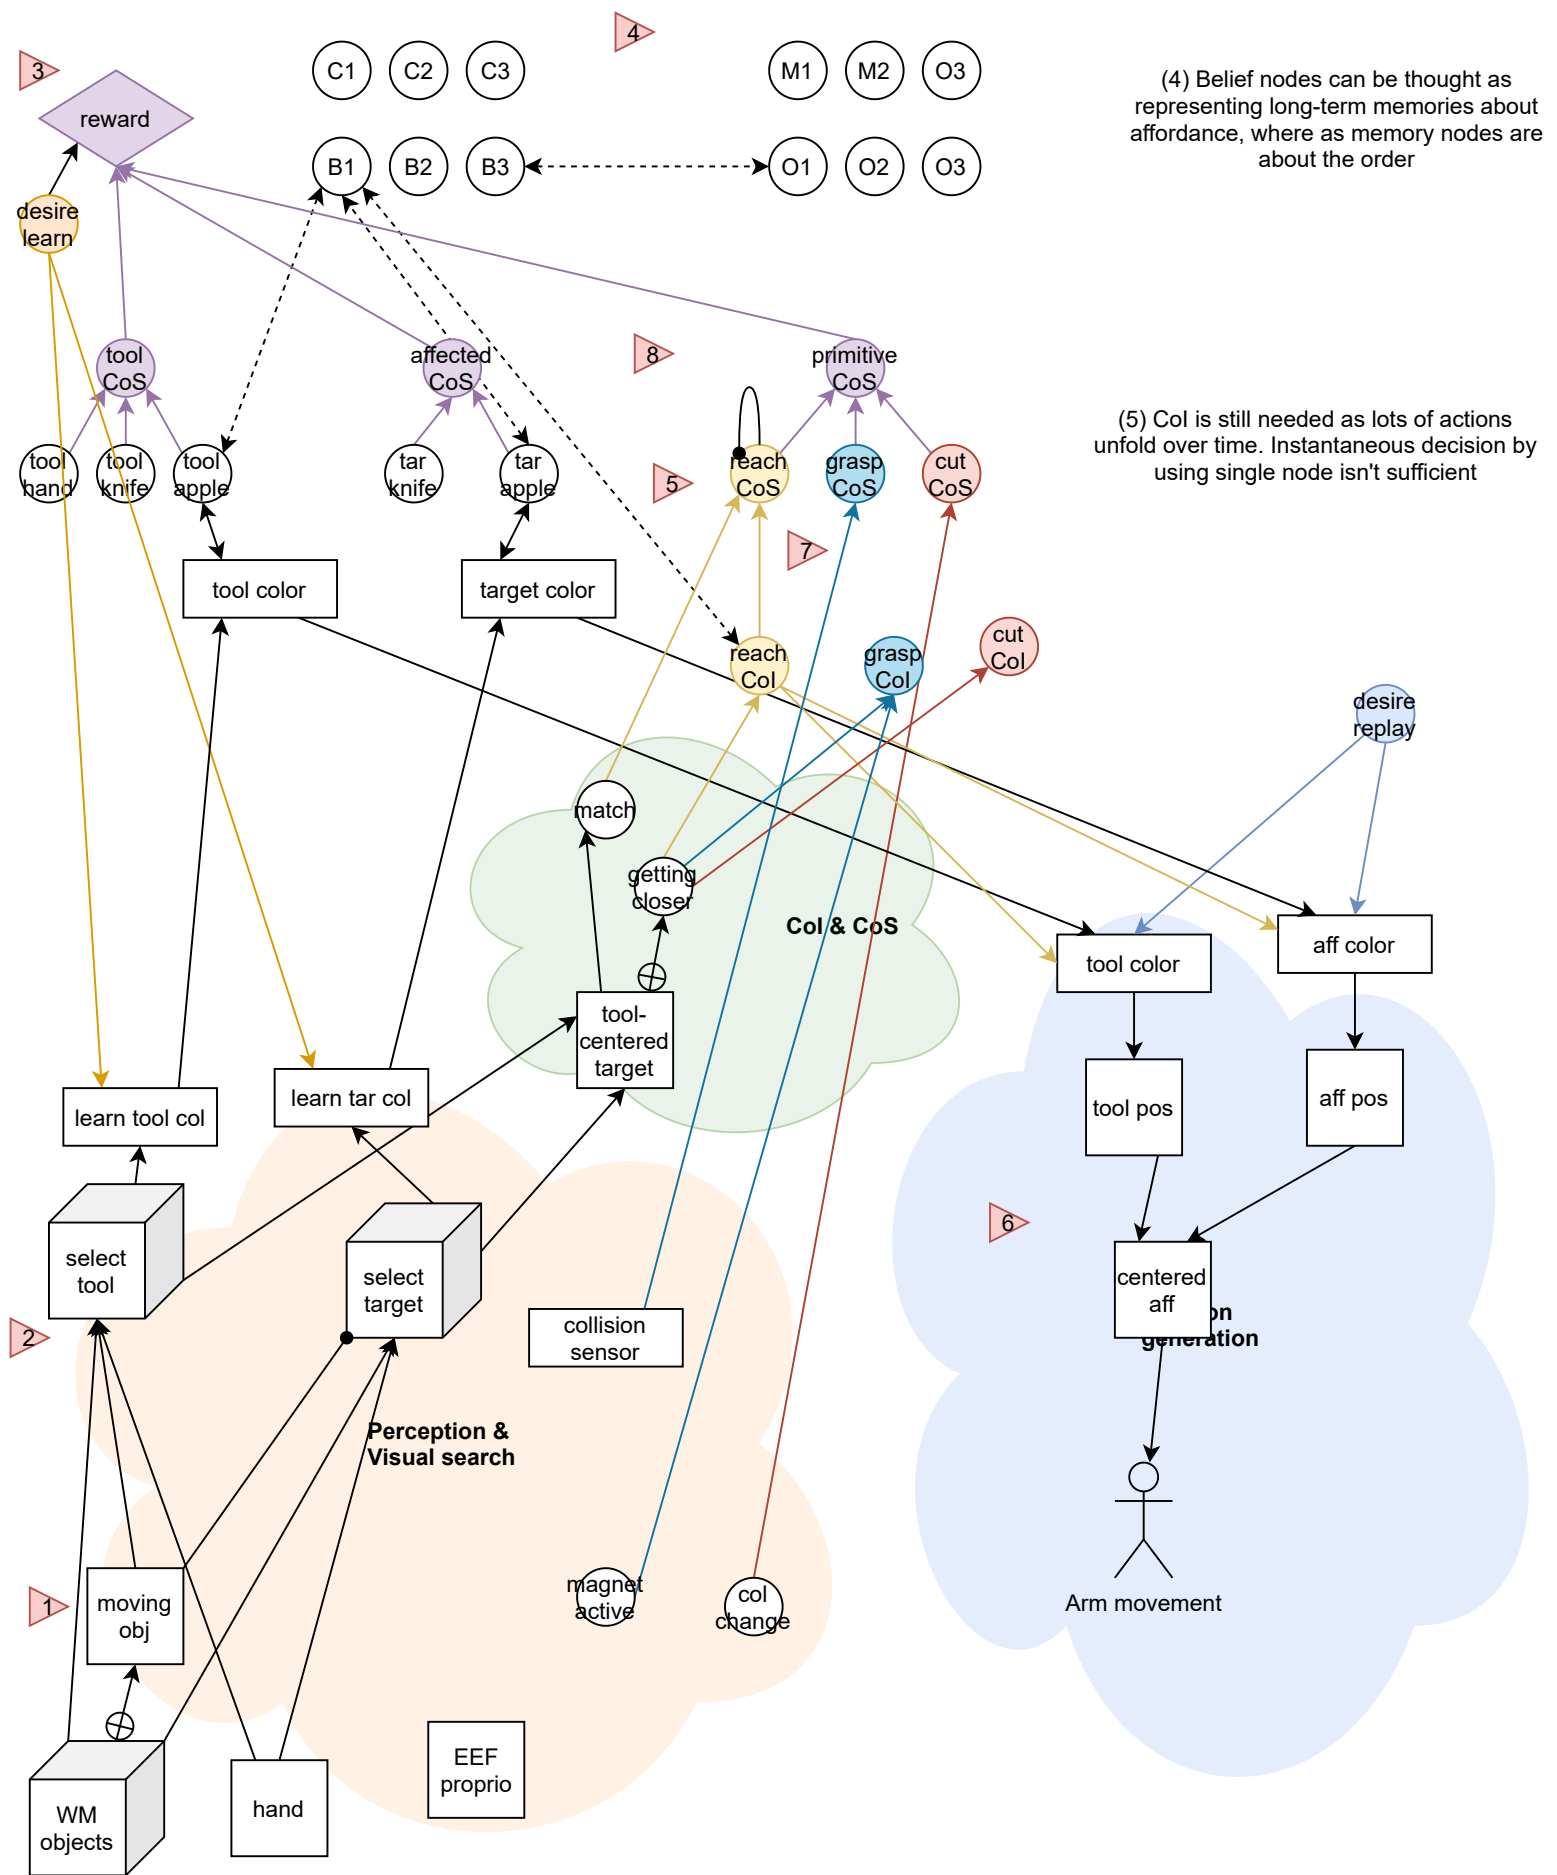 4
3
C1
C2
C3
M1
M2
O3
(4) Belief nodes can be thought as
representing long-term memories about
affordance, where as memory nodes are
about the order
reward
B1
B2
B3
O1
O2
O3
desire
learn
8
tool
CoS
affected
CoS
primitive
CoS
(5) CoI is still needed as lots of actions
unfold over time. Instantaneous decision by
using single node isn't sufficient
tool
hand
tool
knife
tool
apple
tar
knife
tar
apple
5
reach
CoS
grasp
CoS
cut
CoS
7
tool color
target color
reach
CoI
grasp
CoI
cut
CoI
desire
replay
match
getting
closer
CoI & CoS
tool color
aff color
tool-
centered
target
learn tool col
learn tar col
tool pos
aff pos
6
select
tool
select
target
centered
aff
on
generation
2
collision
sensor
Perception &
Visual search
1
moving
obj
magnet
active
col
change
Arm movement
WM
objects
hand
EEF
proprio